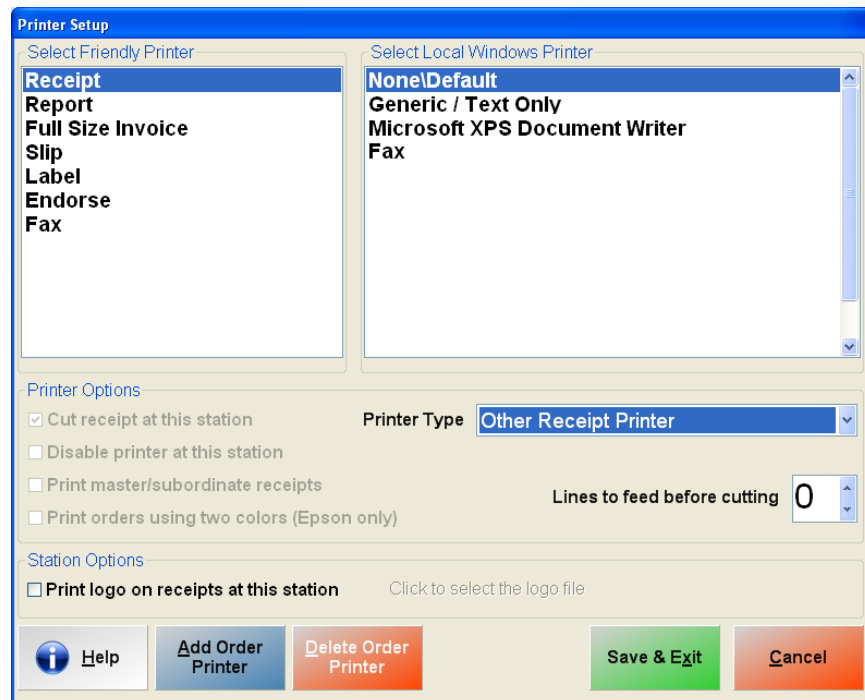 Printer Setup
Select Friendly Printer
Receipt
Report
Full Size Invoice
Slip
Label
Endorse
Fax
Select Local Windows Printer
None\Default
Generic / Text Only
Microsoft XPS Document Writer
Fax
Printer Options
Cut receipt at this station
Disable printer at this station
Print master/subordinate receipts
Print orders using two colors (Epson only)
Printer Type
Other Receipt Printer
Lines to feed before cutting
0
Station Options
Print logo on receipts at this station
Click to select the logo file
Help
Add Order
Printer
Delete Order
Printer
Save & Exit
Cancel